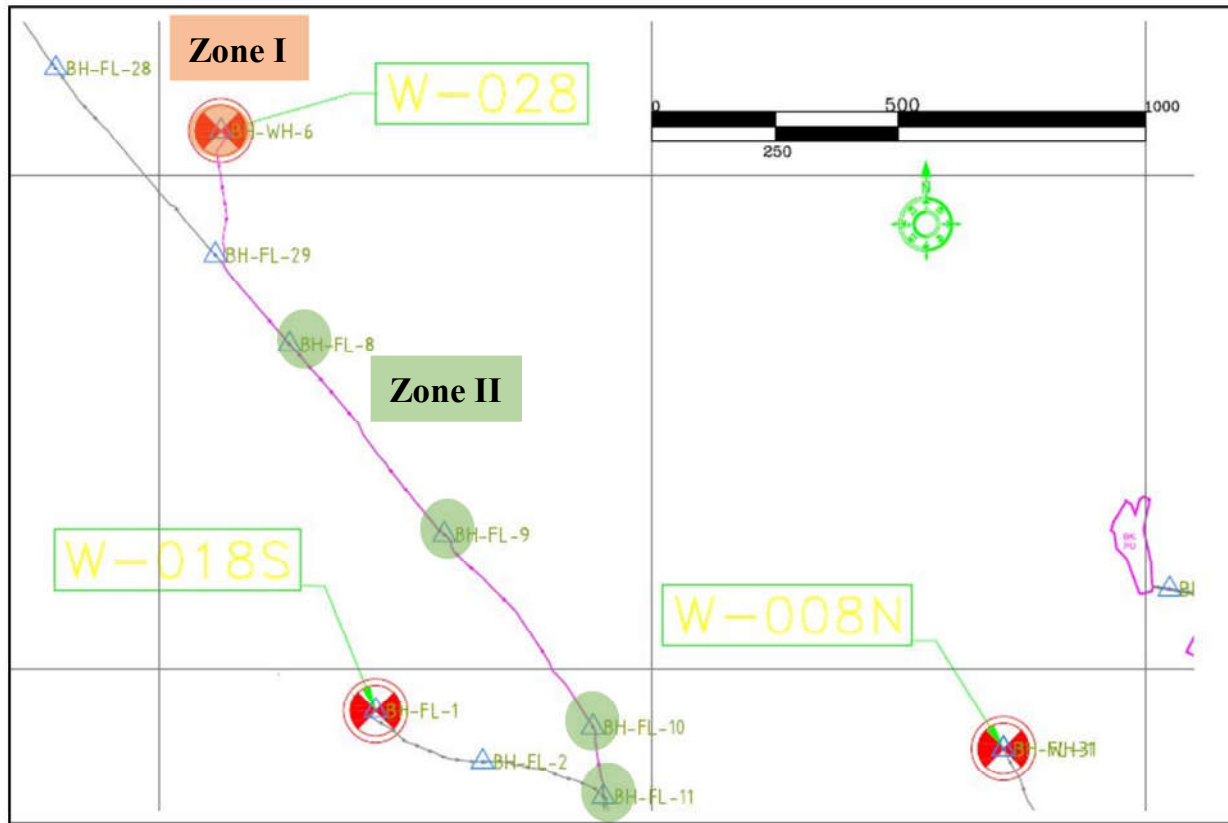 Zone I
BH-FL-28
W-028
BH-WH-6
0
500
1000
250
N
BH-FL-29
BH-FL-8
Zone II
BH-FL-9
W-018S
W-008N
BH-FL-1
BH-FL-10
BH-FL-2
BH-FL-11